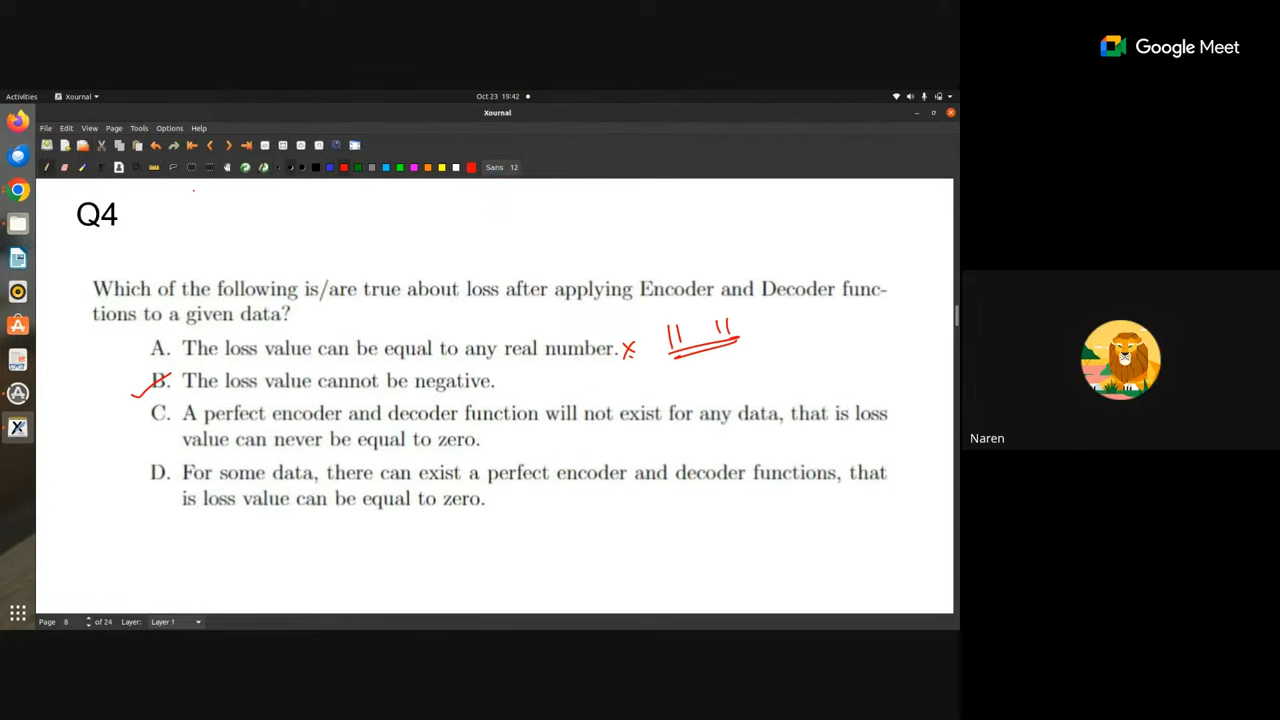 Google Meet
Activities Xournal Oct 23 19:42
Xournal
File Edit View Page Tools Options Help
Sans 12
Q4
Which of the following is/are true about loss after applying Encoder and Decoder func-
tions to a given data?
A. The loss value can be equal to any real number. x || ||
B. The loss value cannot be negative.
C. A perfect encoder and decoder function will not exist for any data, that is loss
value can never be equal to zero.
D. For some data, there can exist a perfect encoder and decoder functions, that
is loss value can be equal to zero.
Naren
Page 8 of 24 Layer: Layer 1